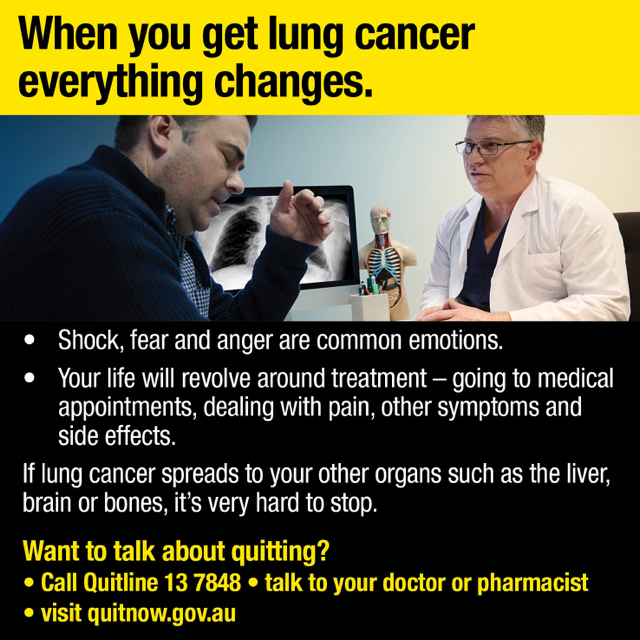 When you get lung cancer
everything changes.
• Shock, fear and anger are common emotions.
• Your life will revolve around treatment – going to medical
appointments, dealing with pain, other symptoms and
side effects.
If lung cancer spreads to your other organs such as the liver,
brain or bones, it’s very hard to stop.
Want to talk about quitting?
• Call Quitline 13 7848 • talk to your doctor or pharmacist
• visit quitnow.gov.au